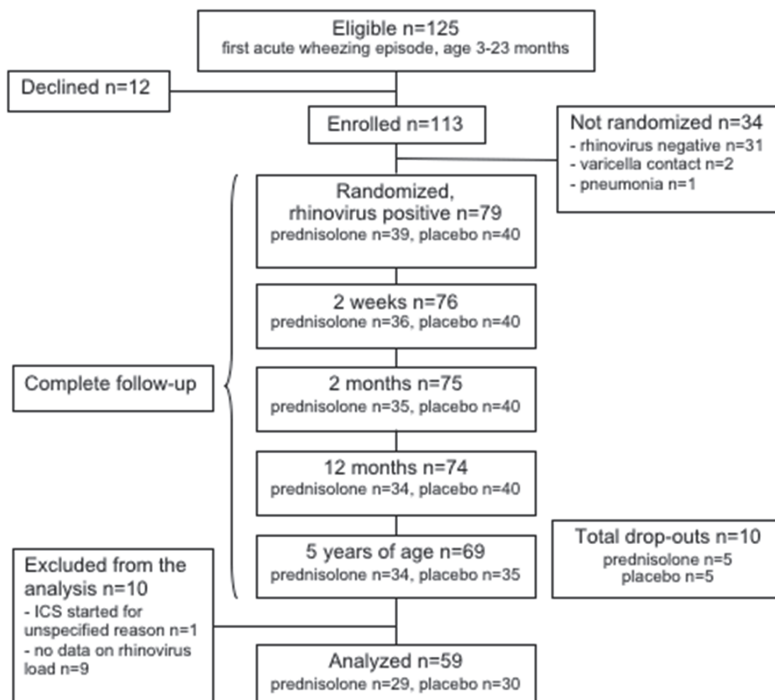 Eligible n=125
first acute wheezing episode, age 3-23 months
Declined n=12
Enrolled n=113
Not randomized n=34
- rhinovirus negative n=31
- varicella contact n=2
- pneumonia n=1
Randomized,
rhinovirus positive n=79
prednisolone n=39, placebo n=40
2 weeks n=76
prednisolone n=36, placebo n=40
Complete follow-up
2 months n=75
prednisolone n=35, placebo n=40
12 months n=74
prednisolone n=34, placebo n=40
5 years of age n=69
prednisolone n=34, placebo n=35
Total drop-outs n=10
prednisolone n=5
placebo n=5
Excluded from the
analysis n=10
- ICS started for
unspecified reason n=1
- no data on rhinovirus
load n=9
Analyzed n=59
prednisolone n=29, placebo n=30